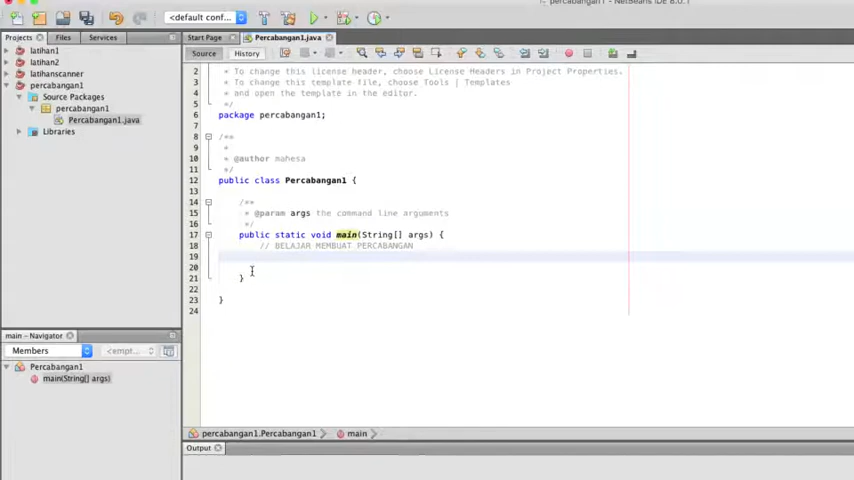 percabangan1 - NetBeans IDE 8.0.1
<default conf...
Projects
Files
Services
Start Page
Percabangan1.java
latihan1
latihan2
latihanscanner
percabangan1
Source Packages
percabangan1
Percabangan1.java
Libraries
Source
History
2 * To change this license header, choose License Headers in Project Properties.
3 * To change this template file, choose Tools | Templates
4 * and open the template in the editor.
5 */
6 package percabangan1;
7
8 /**
9 *
10 * @author mahesa
11 */
12 public class Percabangan1 {
13
14 /**
15 * @param args the command line arguments
16 */
17 public static void main(String[] args) {
18 // BELAJAR MEMBUAT PERCABANGAN
19
20
21 }
22
23 }
24
main - Navigator
Members
<empt...
Percabangan1
main(String[] args)
percabangan1.Percabangan1
main
Output